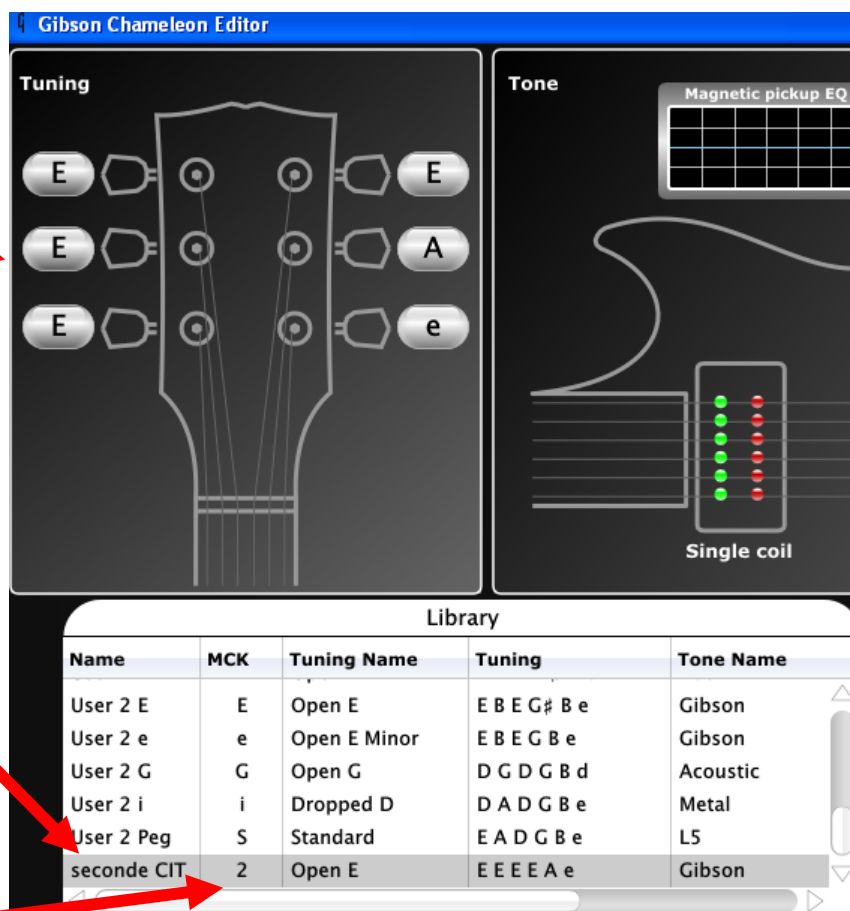 Gibson Chameleon Editor
Tuning
E E
E A
E e
Tone
Magnetic pickup EQ
Single coil
Library
Name MCK Tuning Name Tuning Tone Name
User 2 E E Open E E B E G♯ B e Gibson
User 2 e e Open E Minor E B E G B e Gibson
User 2 G G Open G D G D G B d Acoustic
User 2 i i Dropped D D A D G B e Metal
User 2 Peg S Standard E A D G B e L5
seconde CIT 2 Open E E E E E A e Gibson